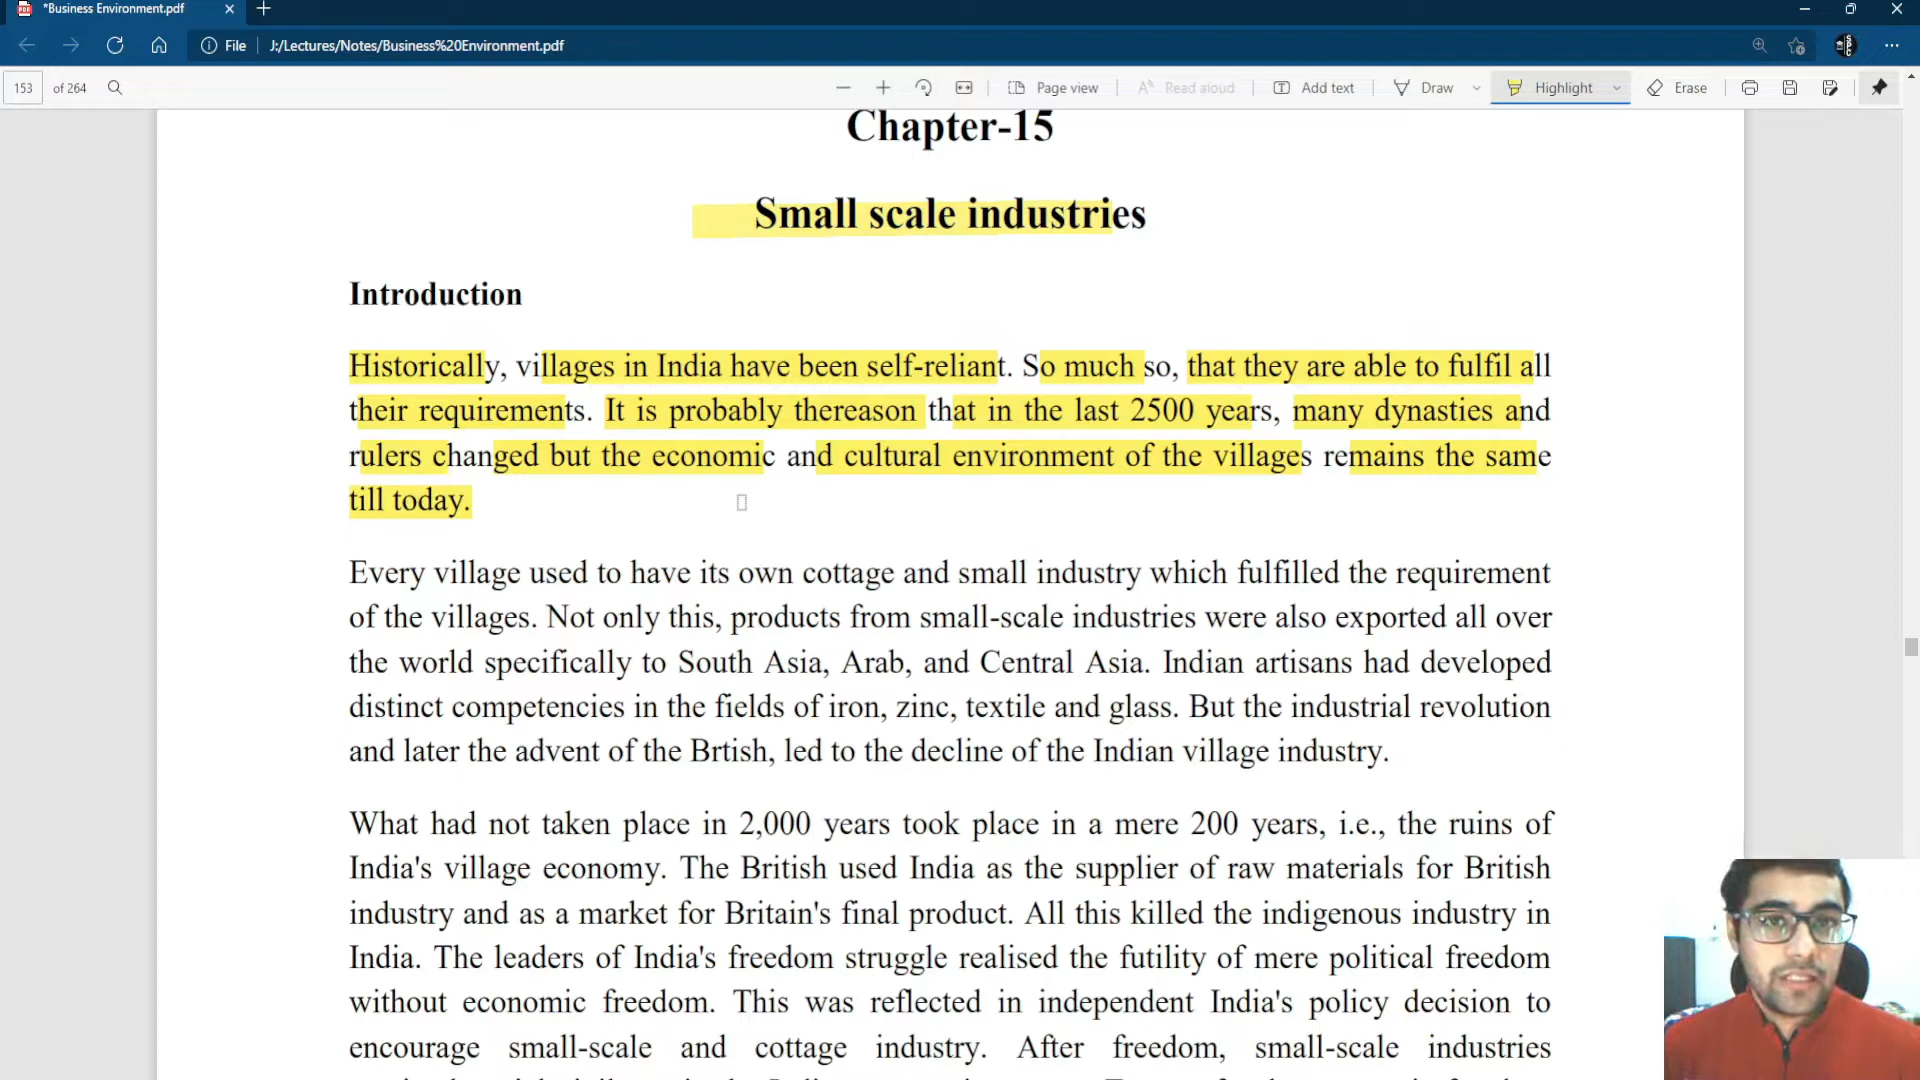 *Business Environment.pdf
File J:/Lectures/Notes/Business%20Environment.pdf
153 of 264 Page view Read aloud Add text Draw Highlight Erase
Chapter-15
Small scale industries
Introduction
Historically, villages in India have been self-reliant. So much so, that they are able to fulfil all
their requirements. It is probably thereason that in the last 2500 years, many dynasties and
rulers changed but the economic and cultural environment of the villages remains the same
till today.
Every village used to have its own cottage and small industry which fulfilled the requirement
of the villages. Not only this, products from small-scale industries were also exported all over
the world specifically to South Asia, Arab, and Central Asia. Indian artisans had developed
distinct competencies in the fields of iron, zinc, textile and glass. But the industrial revolution
and later the advent of the Brtish, led to the decline of the Indian village industry.
What had not taken place in 2,000 years took place in a mere 200 years, i.e., the ruins of
India's village economy. The British used India as the supplier of raw materials for British
industry and as a market for Britain's final product. All this killed the indigenous industry in
India. The leaders of India's freedom struggle realised the futility of mere political freedom
without economic freedom. This was reflected in independent India's policy decision to
encourage small-scale and cottage industry. After freedom, small-scale industries